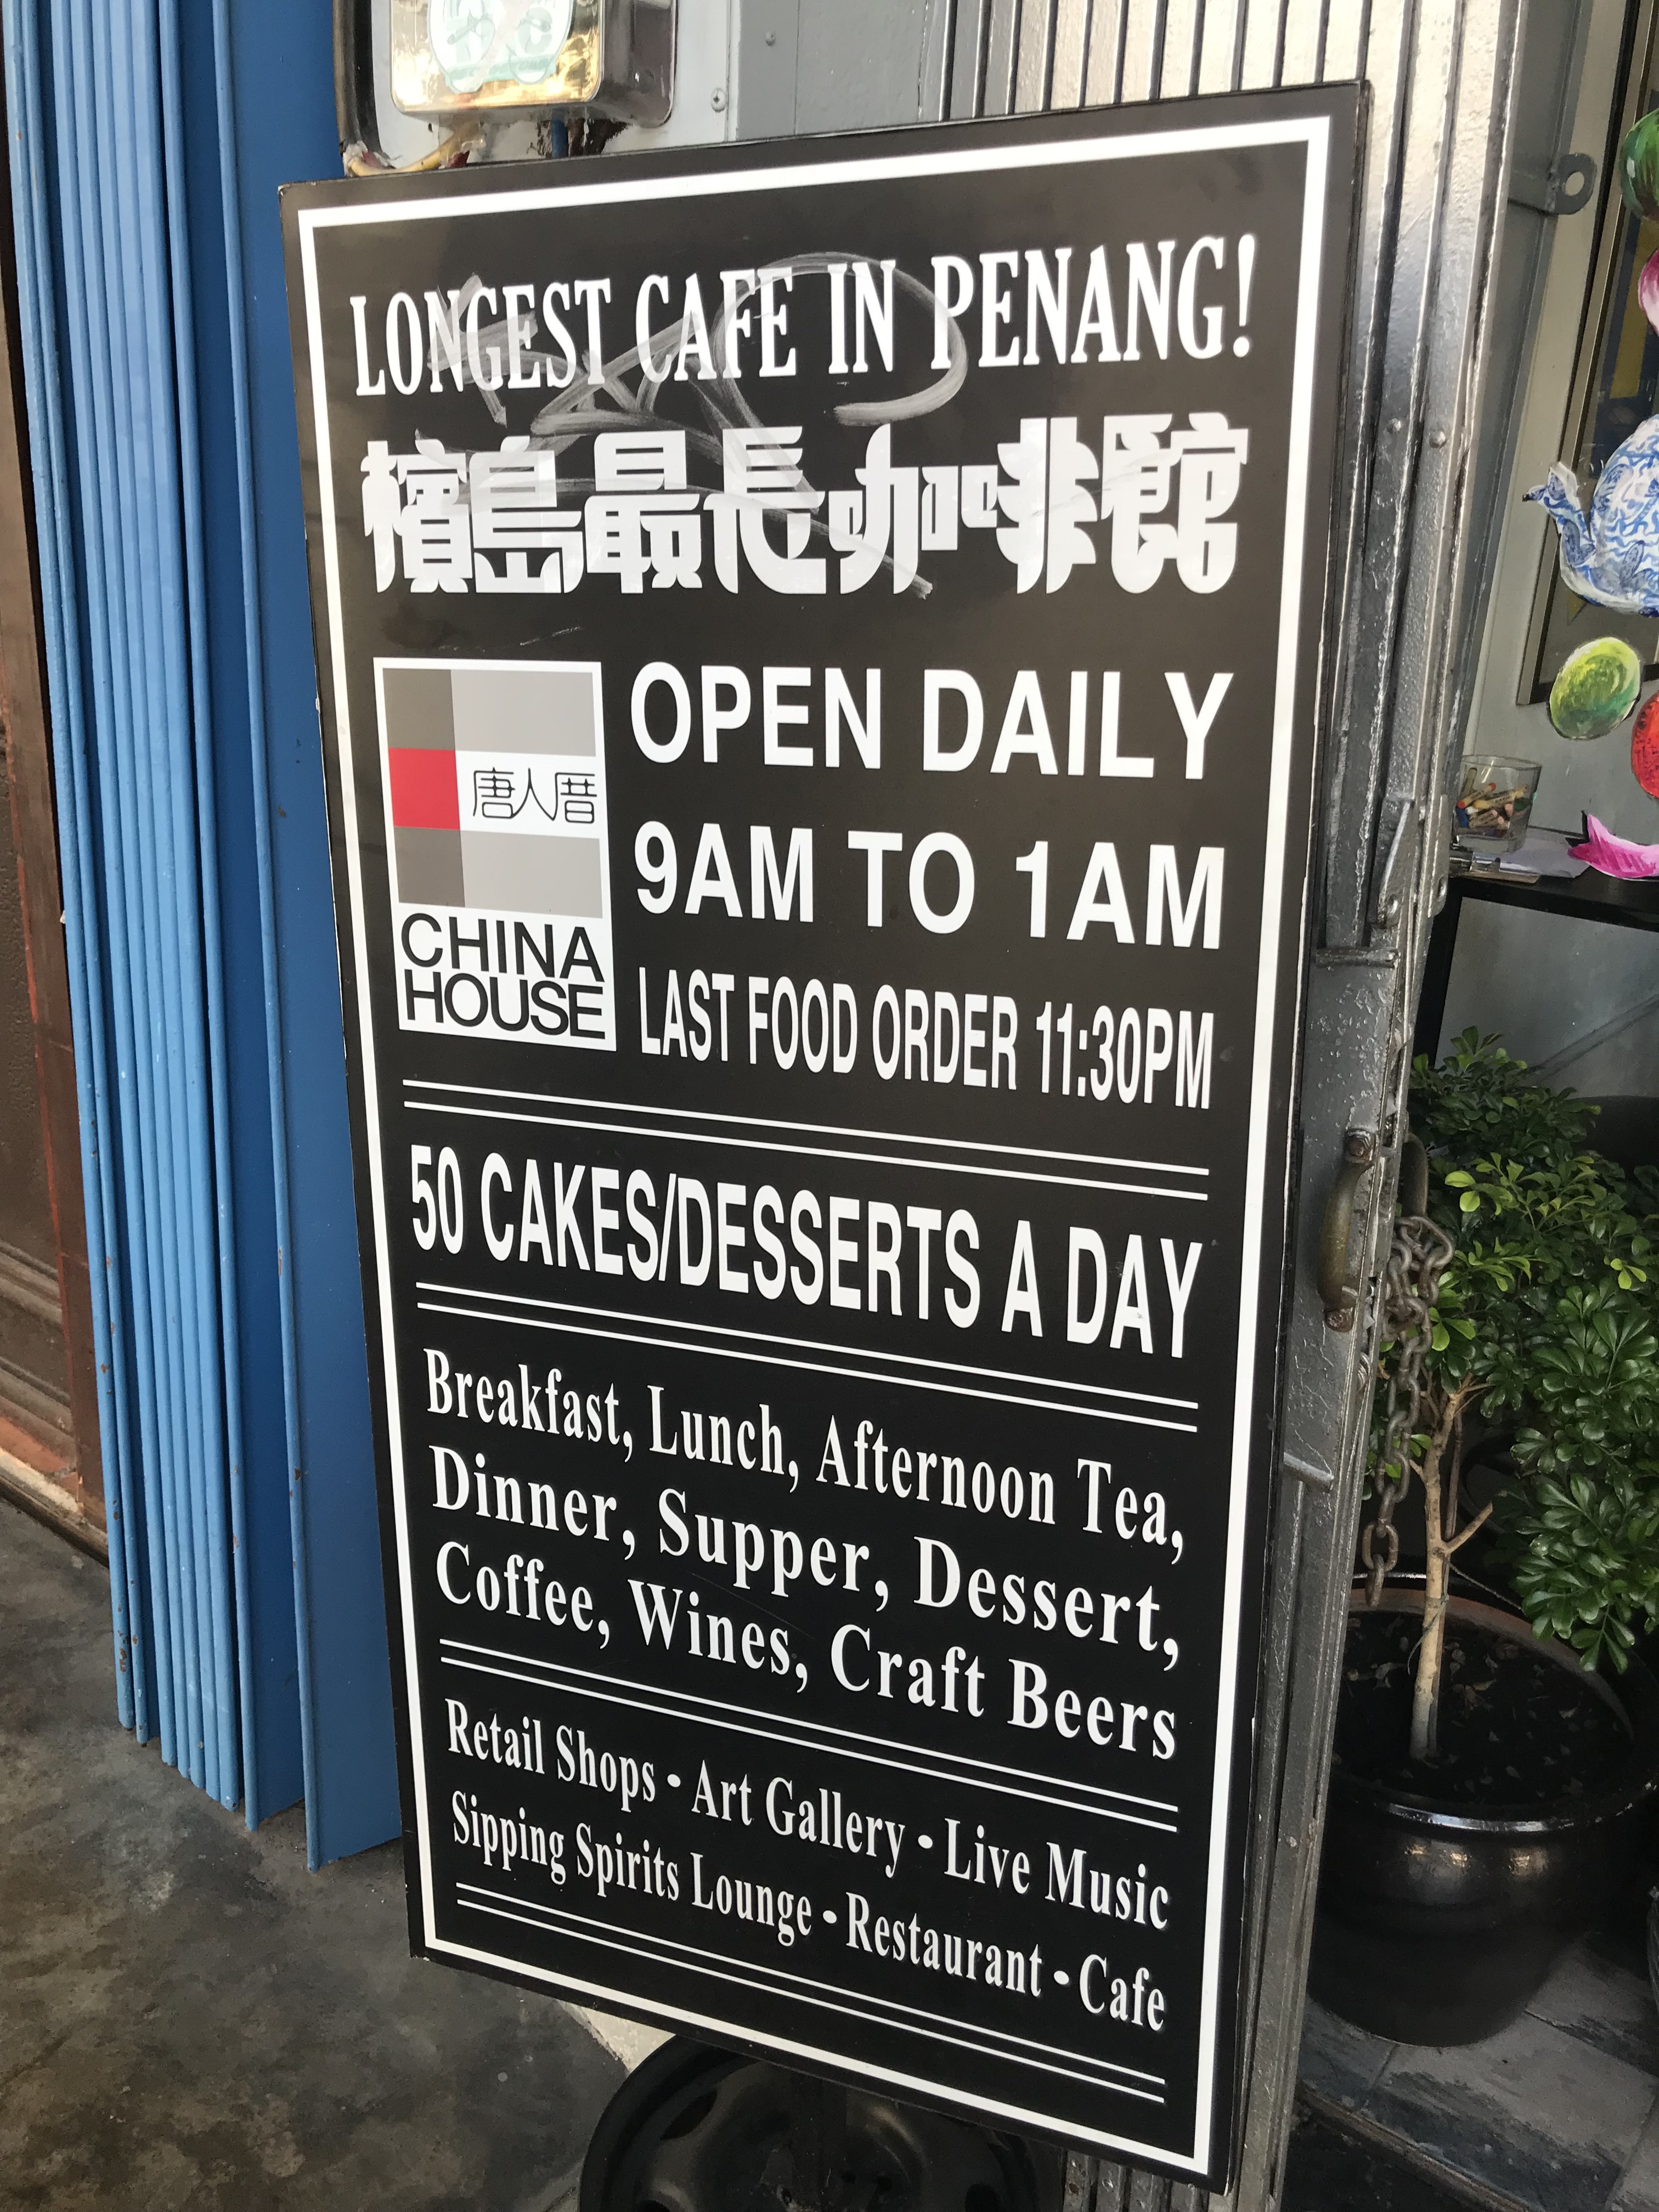 LONGEST CAFE IN PENANG!
檳島最長咖啡館
唐人厝
CHINA
HOUSE
OPEN DAILY
9AM TO 1AM
LAST FOOD ORDER 11:30PM
50 CAKES/DESSERTS A DAY
Breakfast, Lunch, Afternoon Tea,
Dinner, Supper, Dessert,
Coffee, Wines, Craft Beers
Retail Shops • Art Gallery • Live Music
Sipping Spirits Lounge • Restaurant • Cafe